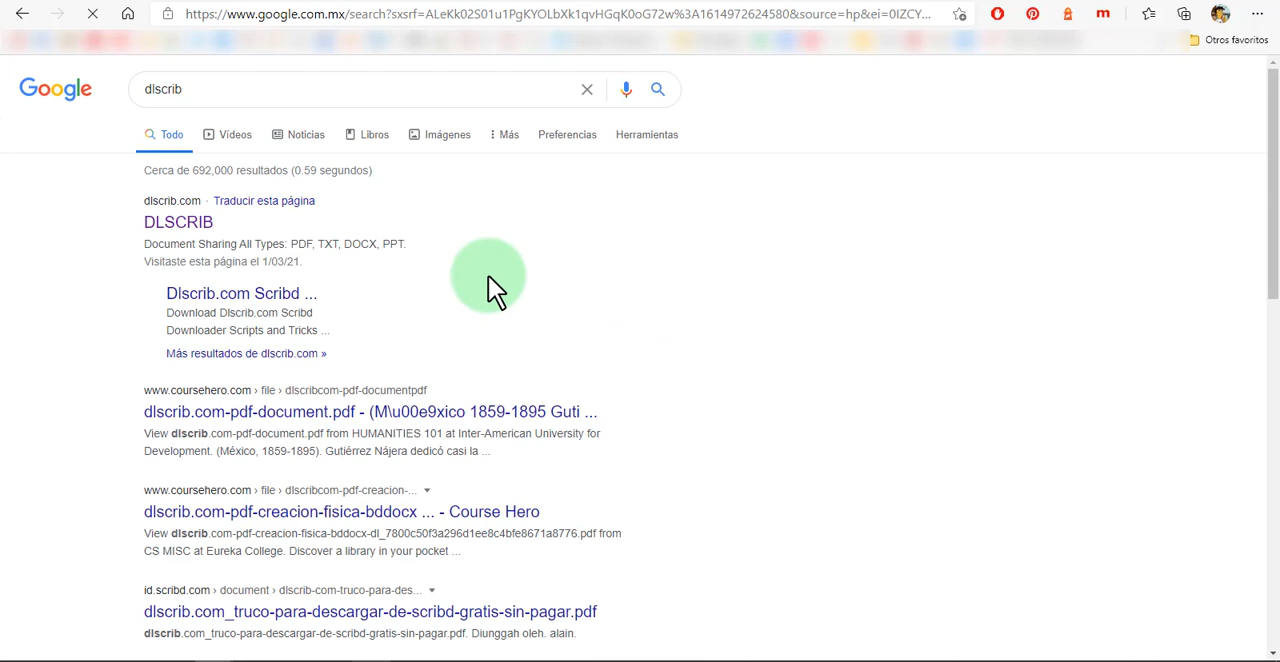 https://www.google.com.mx/search?sxsrf=ALeKk02S01u1PgKYOLbXk1qvHGqK0oG72w%3A1614972624580&source=hp&ei=0IZCY...
m
Otros favoritos
Google
dlscrib
Todo Vídeos Noticias Libros Imágenes Más Preferencias Herramientas
Cerca de 692,000 resultados (0.59 segundos)
dlscrib.com · Traducir esta página
DLSCRIB
Document Sharing All Types: PDF, TXT, DOCX, PPT.
Visitaste esta página el 1/03/21.
Dlscrib.com Scribd ...
Download Dlscrib.com Scribd
Downloader Scripts and Tricks ...
Más resultados de dlscrib.com »
www.coursehero.com › file › dlscribcom-pdf-documentpdf
dlscrib.com-pdf-document.pdf - (M\u00e9xico 1859-1895 Guti ...
View dlscrib.com-pdf-document.pdf from HUMANITIES 101 at Inter-American University for
Development. (México, 1859-1895). Gutiérrez Nájera dedicó casi la ...
www.coursehero.com › file › dlscribcom-pdf-creacion-...
dlscrib.com-pdf-creacion-fisica-bddocx ... - Course Hero
View dlscrib.com-pdf-creacion-fisica-bddocx-dl_7800c50f3a296d1ee8c4bfe8671a8776.pdf from
CS MISC at Eureka College. Discover a library in your pocket ...
id.scribd.com › document › dlscrib-com-truco-para-des...
dlscrib.com_truco-para-descargar-de-scribd-gratis-sin-pagar.pdf
dlscrib.com_truco-para-descargar-de-scribd-gratis-sin-pagar.pdf. Diunggah oleh. alain.